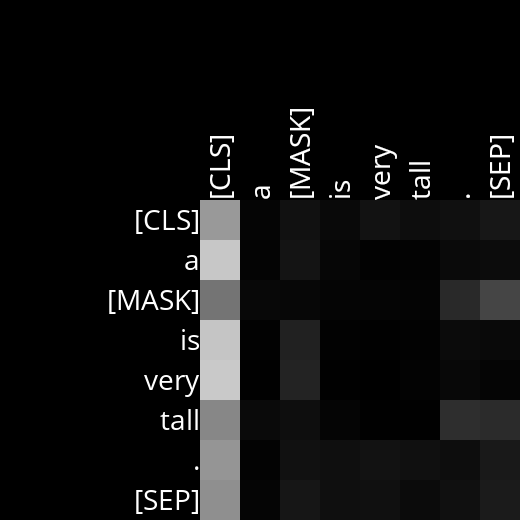 [CLS] a [MASK] is very tall . [SEP]
[CLS]
a
[MASK]
is
very
tall
.
[SEP]